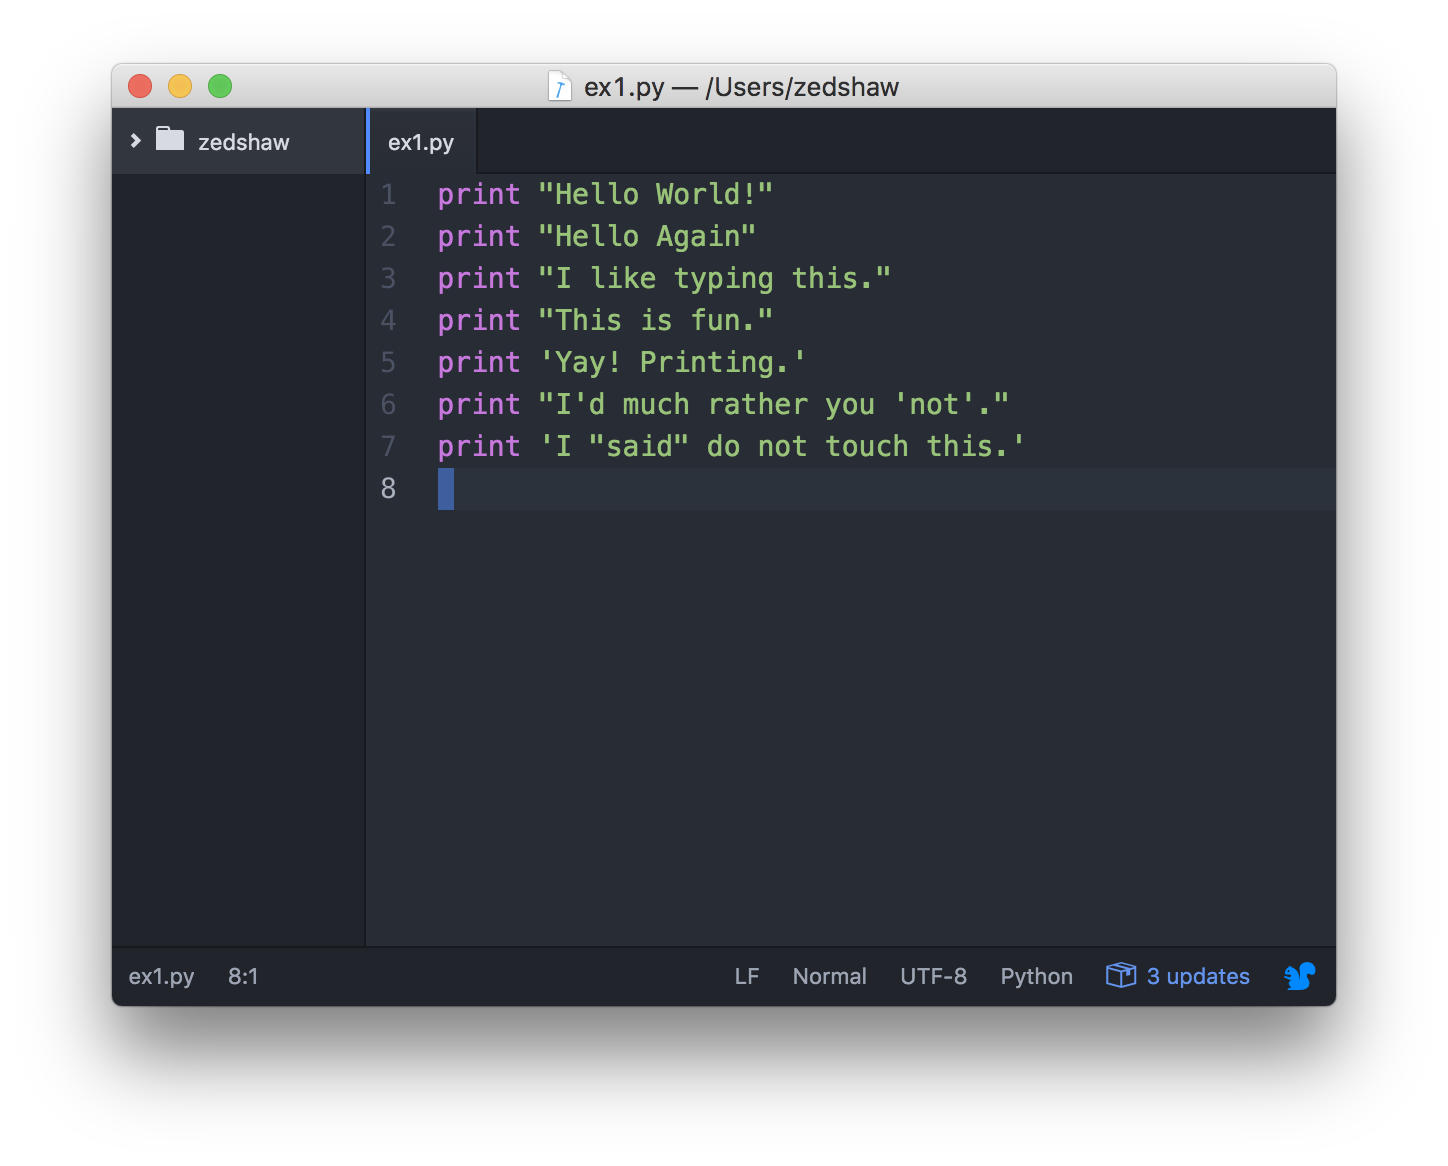 ex1.py — /Users/zedshaw
zedshaw
ex1.py
1 print "Hello World!"
2 print "Hello Again"
3 print "I like typing this."
4 print "This is fun."
5 print 'Yay! Printing.'
6 print "I'd much rather you 'not'."
7 print 'I "said" do not touch this.'
8
ex1.py 8:1 LF Normal UTF-8 Python 3 updates